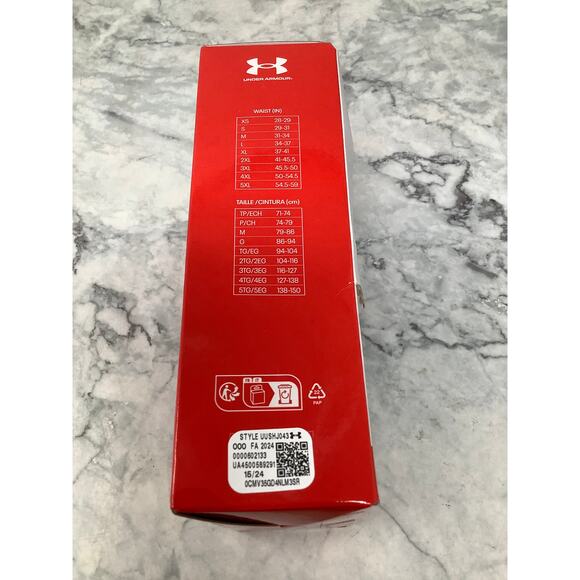 UNDER ARMOUR®
WAIST (IN)
XS 28-29
S 29-31
M 31-34
L 34-37
XL 37-41
2XL 41-45.5
3XL 45.5-50
4XL 50-54.5
5XL 54.5-59
TAILLE /CINTURA (cm)
TP/ECH 71-74
P/CH 74-79
M 79-86
G 86-94
TG/EG 94-104
2TG/2EG 104-116
3TG/3EG 116-127
4TG/4EG 127-138
5TG/5EG 138-150
FR
22
PAP
STYLE UUSHJ043
000 FA 2024
0000602133
UA4500589291
15/24
0CMV35GD4NLM3SR